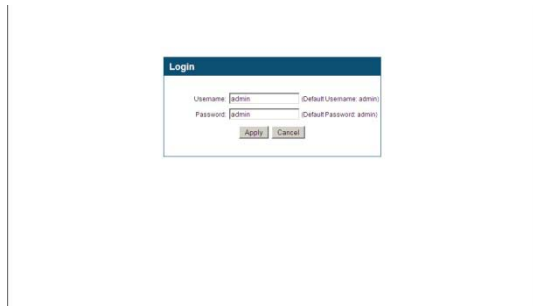 Login
Username: admin (Default Username: admin)
Password: admin (Default Password: admin)
Apply Cancel